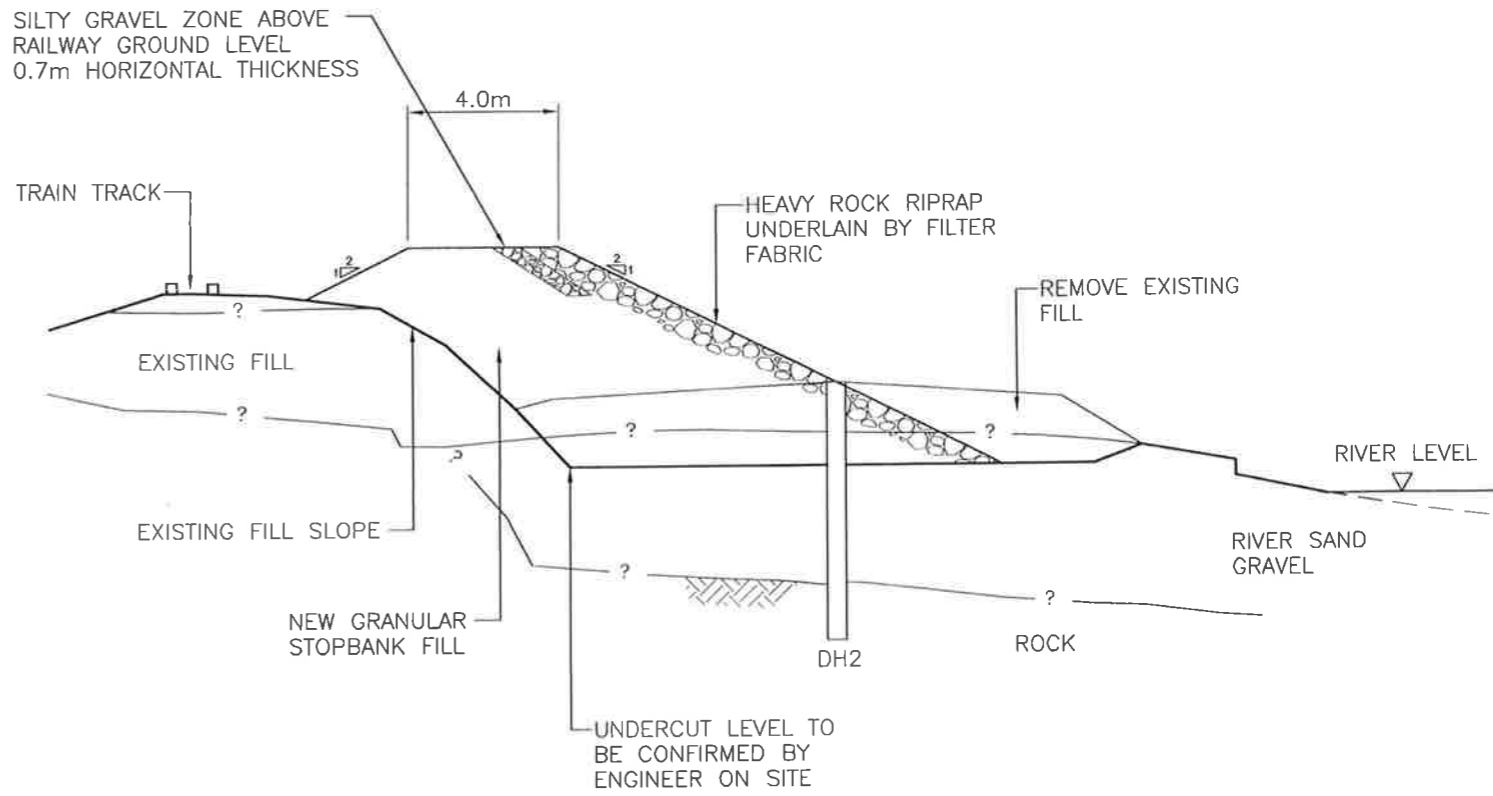 SILTY GRAVEL ZONE ABOVE
RAILWAY GROUND LEVEL
0.7m HORIZONTAL THICKNESS
4.0m
TRAIN TRACK
HEAVY ROCK RIPRAP
UNDERLAIN BY FILTER
FABRIC
2
1
2
1
REMOVE EXISTING
FILL
?
EXISTING FILL
?
?
?
RIVER LEVEL
?
EXISTING FILL SLOPE
RIVER SAND
GRAVEL
?
?
NEW GRANULAR
STOPBANK FILL
ROCK
DH2
UNDERCUT LEVEL TO
BE CONFIRMED BY
ENGINEER ON SITE